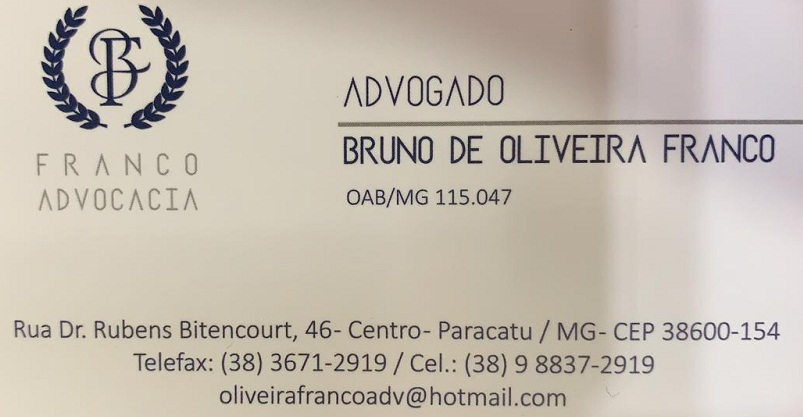 BF
FRANCO
ADVOCACIA
ADVOGADO
BRUNO DE OLIVEIRA FRANCO
OAB/MG 115.047
Rua Dr. Rubens Bitencourt, 46- Centro- Paracatu / MG- CEP 38600-154
Telefax: (38) 3671-2919 / Cel.: (38) 9 8837-2919
oliveirafrancoadv@hotmail.com